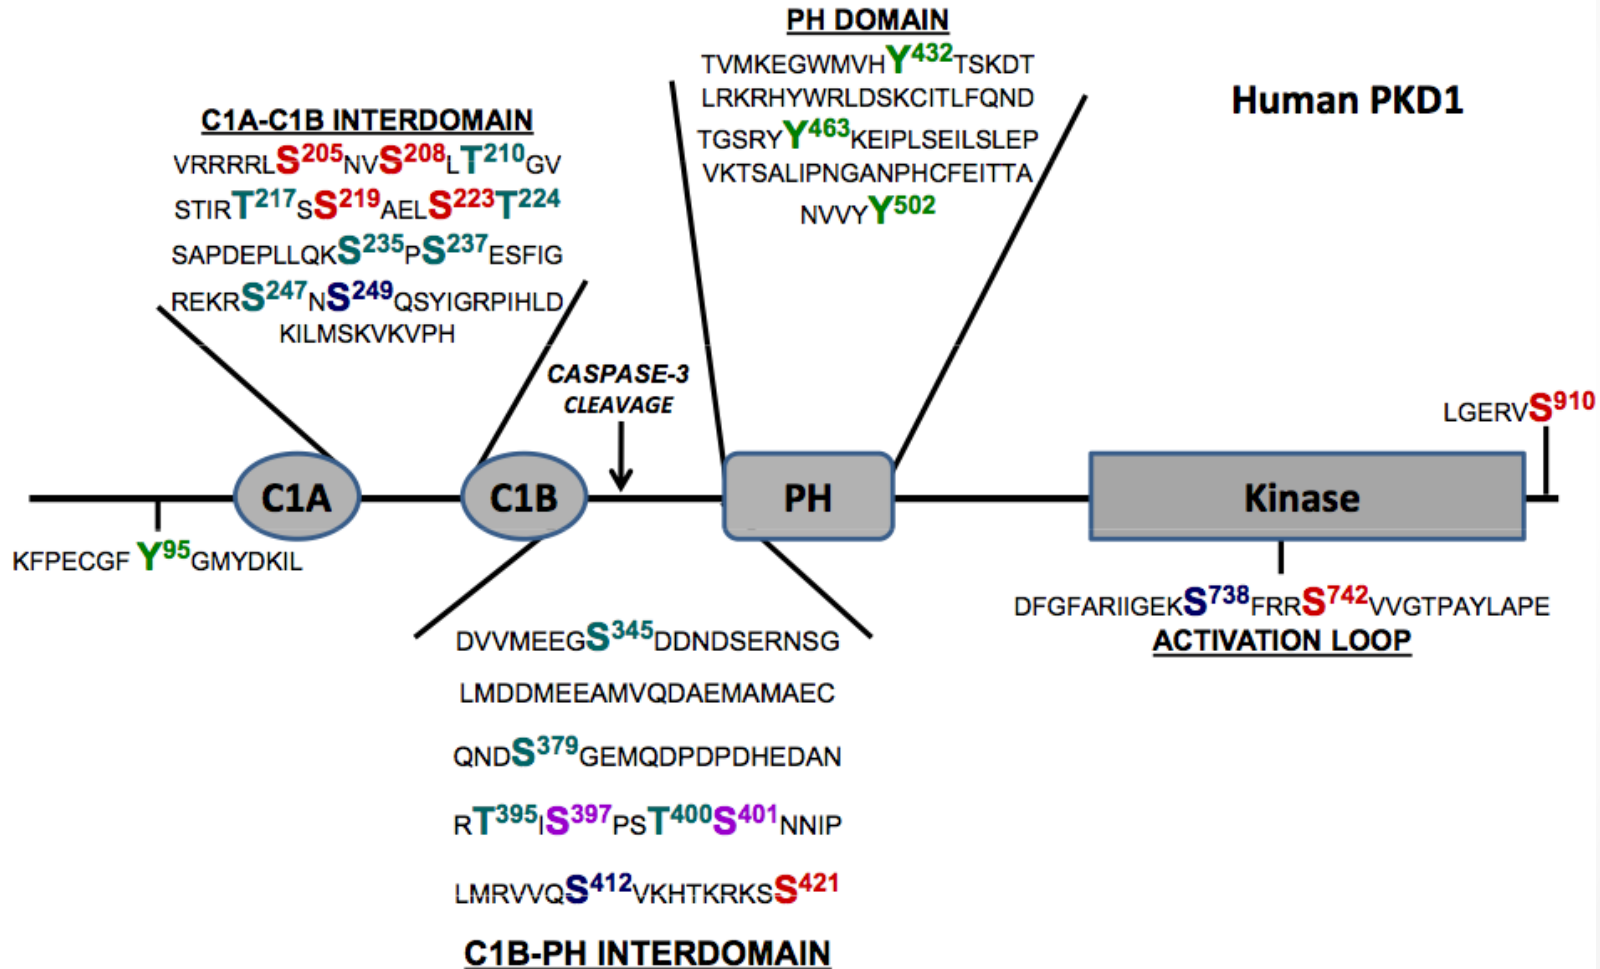 PH DOMAIN
TVMKEGWMVHY432TSKDT
LRKRHYWRLDSKCITLFQND
TGSRYY463KEIPLSEILSLEP
VKTSALIPNGANPHCFEITTA
NVVYY502
Human PKD1
C1A-C1B INTERDOMAIN
VRRRRLS205NVS208LT210GV
STIRT217SS219AELS223T224
SAPDEPLLQKS235PS237ESFIG
REKRS247NS249QSYIGRPIHLD
KILMSKVKVPH
CASPASE-3
CLEAVAGE
LGERVS910
C1A
C1B
PH
Kinase
KFPECGF Y95GMYDKIL
DFGFARIIGEKS738FRRS742VVGTPAYLAPE
ACTIVATION LOOP
DVVMEEGS345DDNDSERNSG
LMDDMEEAMVQDAEMAMAEC
QNDS379GEMQDPDPDHEDAN
RT395IS397PST400S401NNIP
LMRVVQS412VKHTKRKSS421
C1B-PH INTERDOMAIN